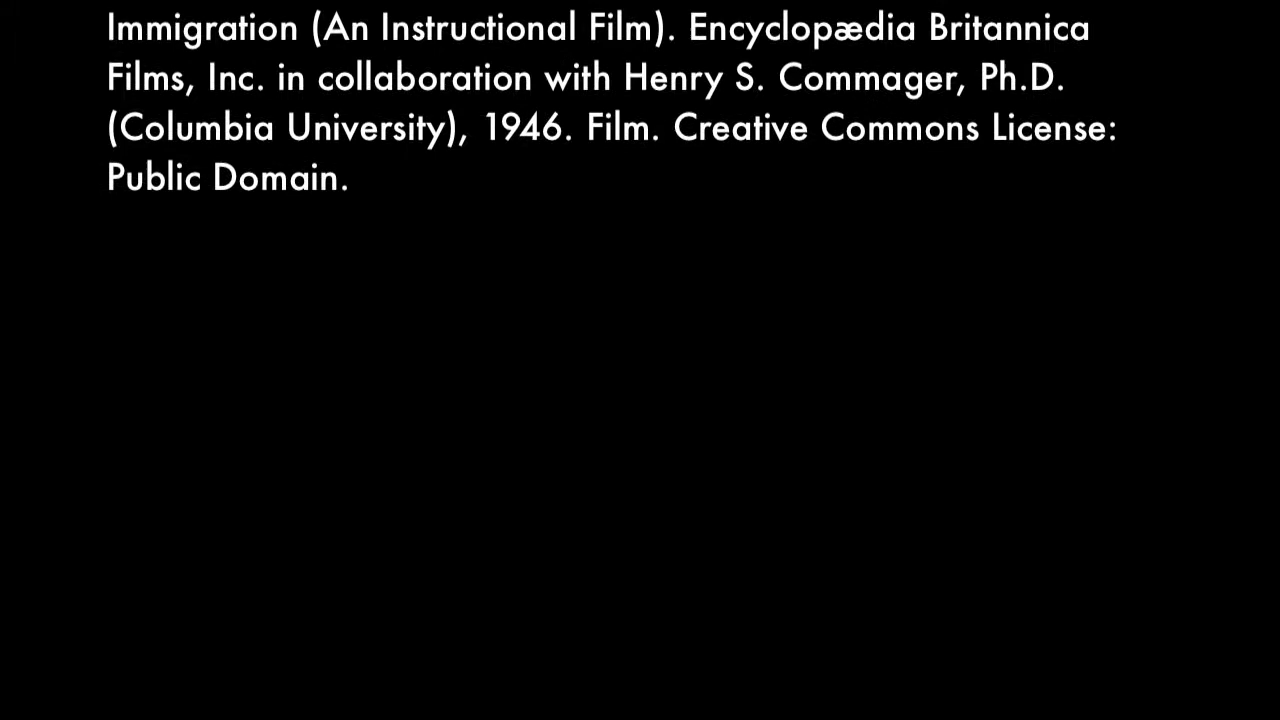 Immigration (An Instructional Film). Encyclopædia Britannica
Films, Inc. in collaboration with Henry S. Commager, Ph.D.
(Columbia University), 1946. Film. Creative Commons License:
Public Domain.